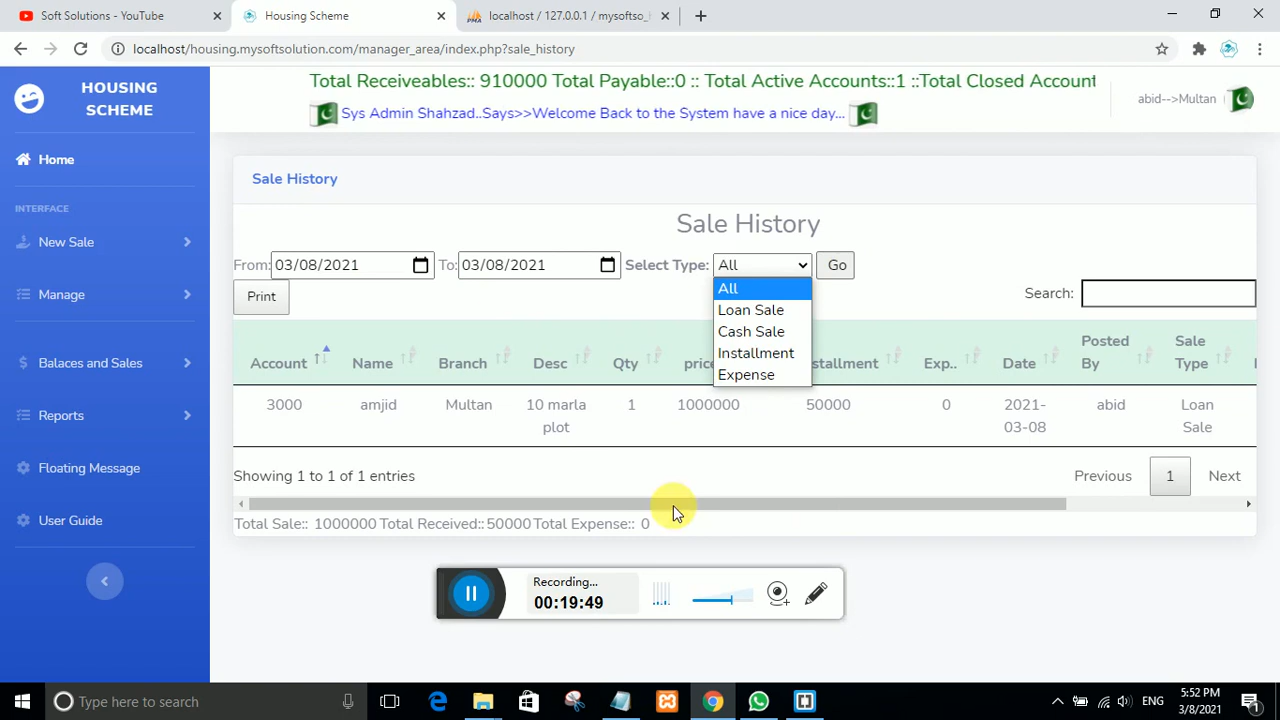 Soft Solutions - YouTube
Housing Scheme
localhost / 127.0.0.1 / mysoftso_
localhost/housing.mysoftsolution.com/manager_area/index.php?sale_history
HOUSING SCHEME
Total Receiveables:: 910000 Total Payable::0 :: Total Active Accounts::1 ::Total Closed Account
Sys Admin Shahzad..Says>>Welcome Back to the System have a nice day...
abid-->Multan
Home
INTERFACE
New Sale
Manage
Balaces and Sales
Reports
Floating Message
User Guide
Sale History
Sale History
From: 03/08/2021 To: 03/08/2021 Select Type: All Go
All
Loan Sale
Cash Sale
Installment
Expense
Print
Search:
Account Name Branch Desc Qty price stallment Exp.. Date Posted By Sale Type
3000 amjid Multan 10 marla plot 1 1000000 50000 0 2021-03-08 abid Loan Sale
Showing 1 to 1 of 1 entries
Previous 1 Next
Total Sale:: 1000000 Total Received::50000 Total Expense:: 0
Recording...
00:19:49
Type here to search
ENG
5:52 PM
3/8/2021
1